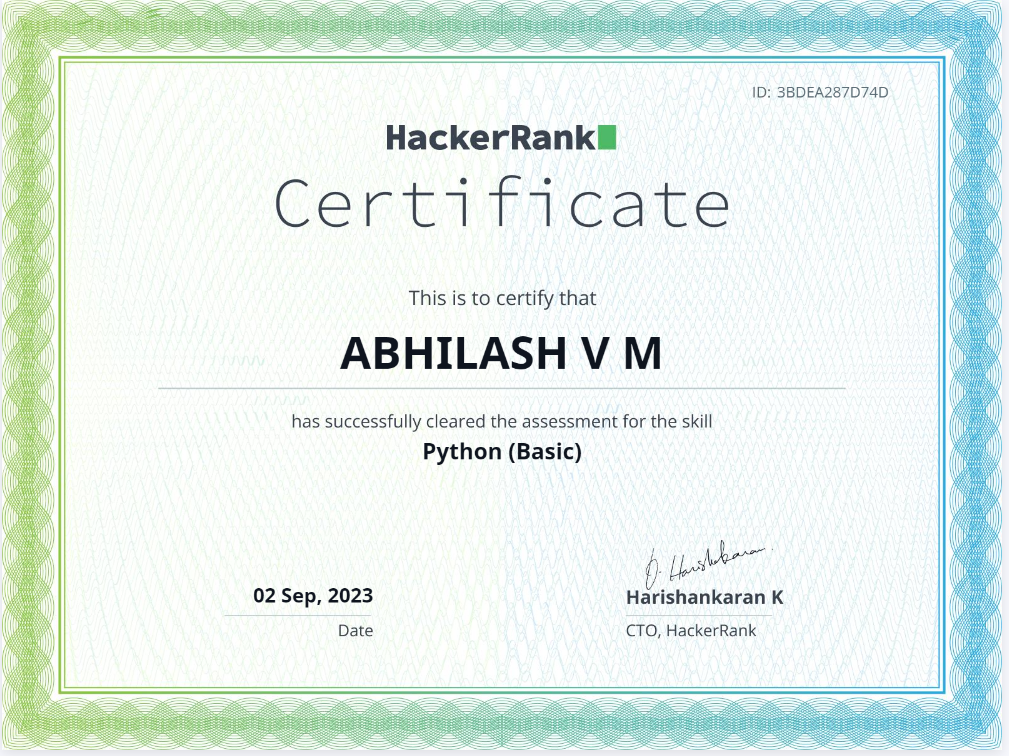 ID: 3BDEA287D74D
HackerRank
Certificate
This is to certify that
ABHILASH V M
has successfully cleared the assessment for the skill
Python (Basic)
02 Sep, 2023
Date
D. Harishankaran
Harishankaran K
CTO, HackerRank